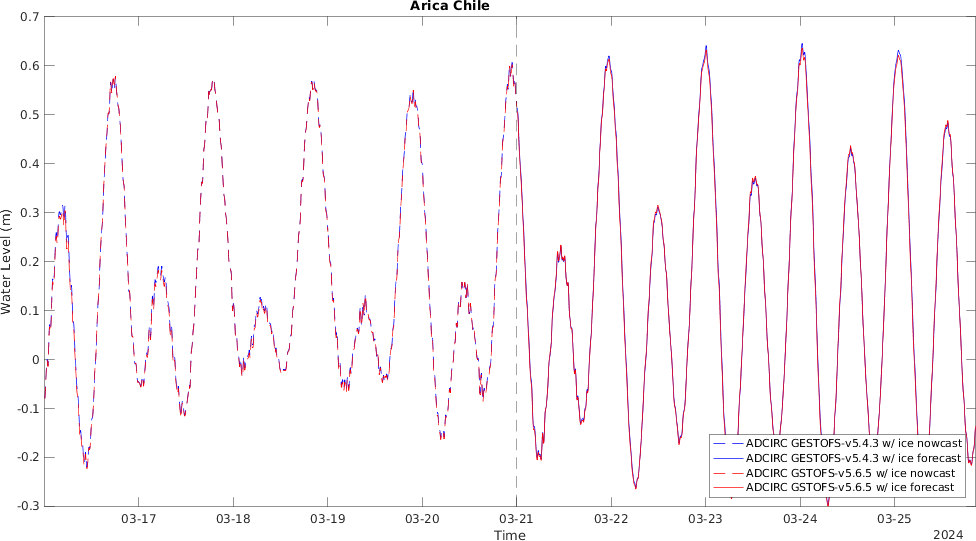 Arica Chile
0.7
0.6
0.5
0.4
0.3
0.2
0.1
0
-0.1
-0.2
-0.3
Water Level (m)
ADCIRC GESTOFS-v5.4.3 w/ ice nowcast
ADCIRC GESTOFS-v5.4.3 w/ ice forecast
ADCIRC GSTOFS-v5.6.5 w/ ice nowcast
ADCIRC GSTOFS-v5.6.5 w/ ice forecast
03-17 03-18 03-19 03-20 03-21 03-22 03-23 03-24 03-25
Time
2024